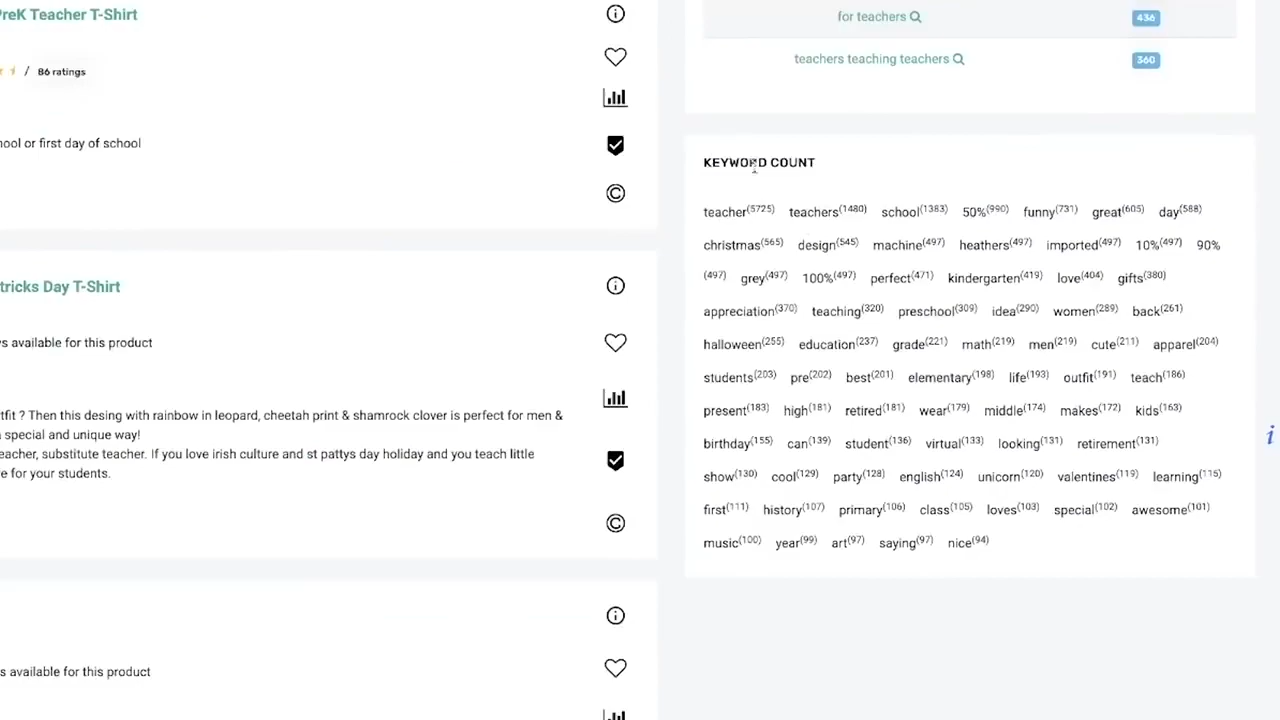 PreK Teacher T-Shirt
/ 86 ratings
hool or first day of school
tricks Day T-Shirt
s available for this product
tfit ? Then this desing with rainbow in leopard, cheetah print & shamrock clover is perfect for men &
special and unique way!
eacher, substitute teacher. If you love irish culture and st pattys day holiday and you teach little
e for your students.
s available for this product
for teachers 436
teachers teaching teachers 360
KEYWORD COUNT
teacher(5725) teachers(1480) school(1383) 50%(990) funny(731) great(605) day(588)
christmas(565) design(545) machine(497) heathers(497) imported(497) 10%(497) 90%
(497) grey(497) 100%(497) perfect(471) kindergarten(419) love(404) gifts(380)
appreciation(370) teaching(320) preschool(309) idea(290) women(289) back(261)
halloween(255) education(237) grade(221) math(219) men(219) cute(211) apparel(204)
students(203) pre(202) best(201) elementary(198) life(193) outfit(191) teach(186)
present(183) high(181) retired(181) wear(179) middle(174) makes(172) kids(163)
birthday(155) can(139) student(136) virtual(133) looking(131) retirement(131)
show(130) cool(129) party(128) english(124) unicorn(120) valentines(119) learning(115)
first(111) history(107) primary(106) class(105) loves(103) special(102) awesome(101)
music(100) year(99) art(97) saying(97) nice(94)
i